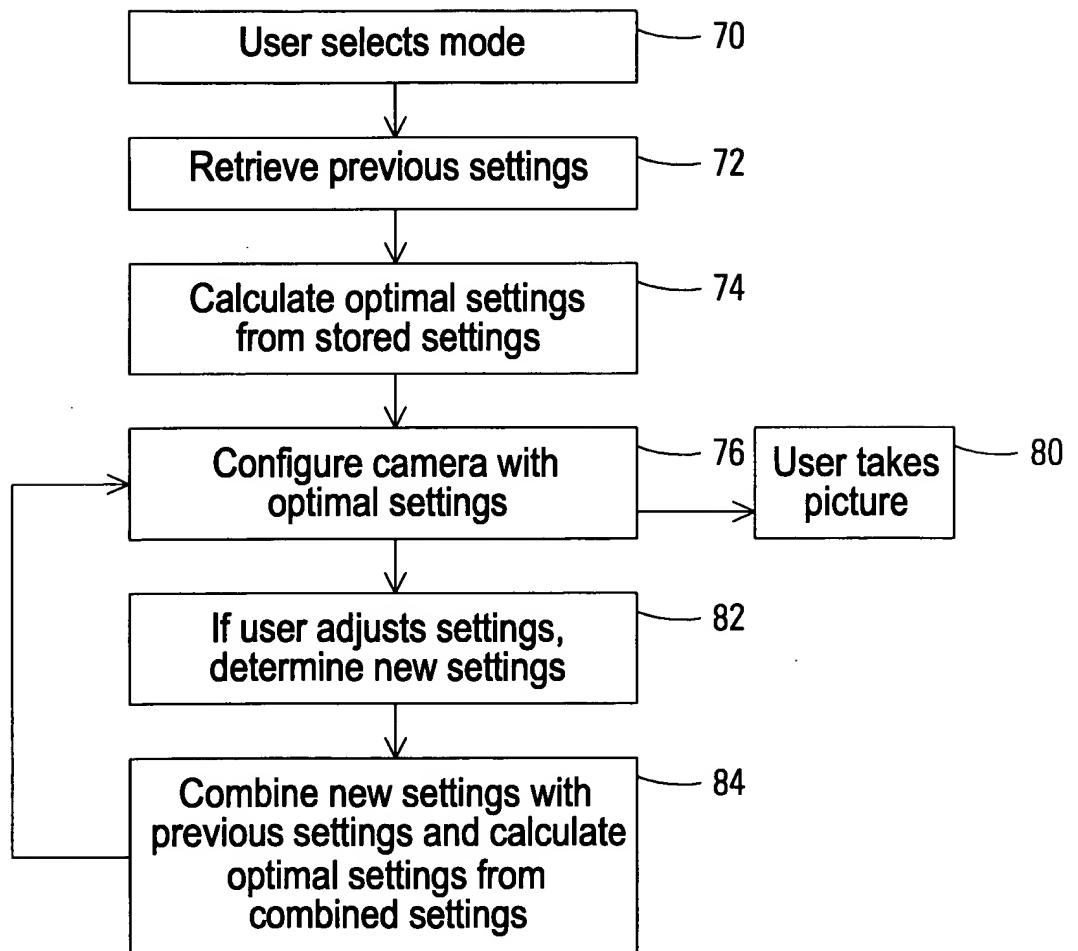 User selects mode
70
Retrieve previous settings
72
Calculate optimal settings
from stored settings
74
Configure camera with
optimal settings
76
User takes
picture
80
If user adjusts settings,
determine new settings
82
Combine new settings with
previous settings and calculate
optimal settings from
combined settings
84